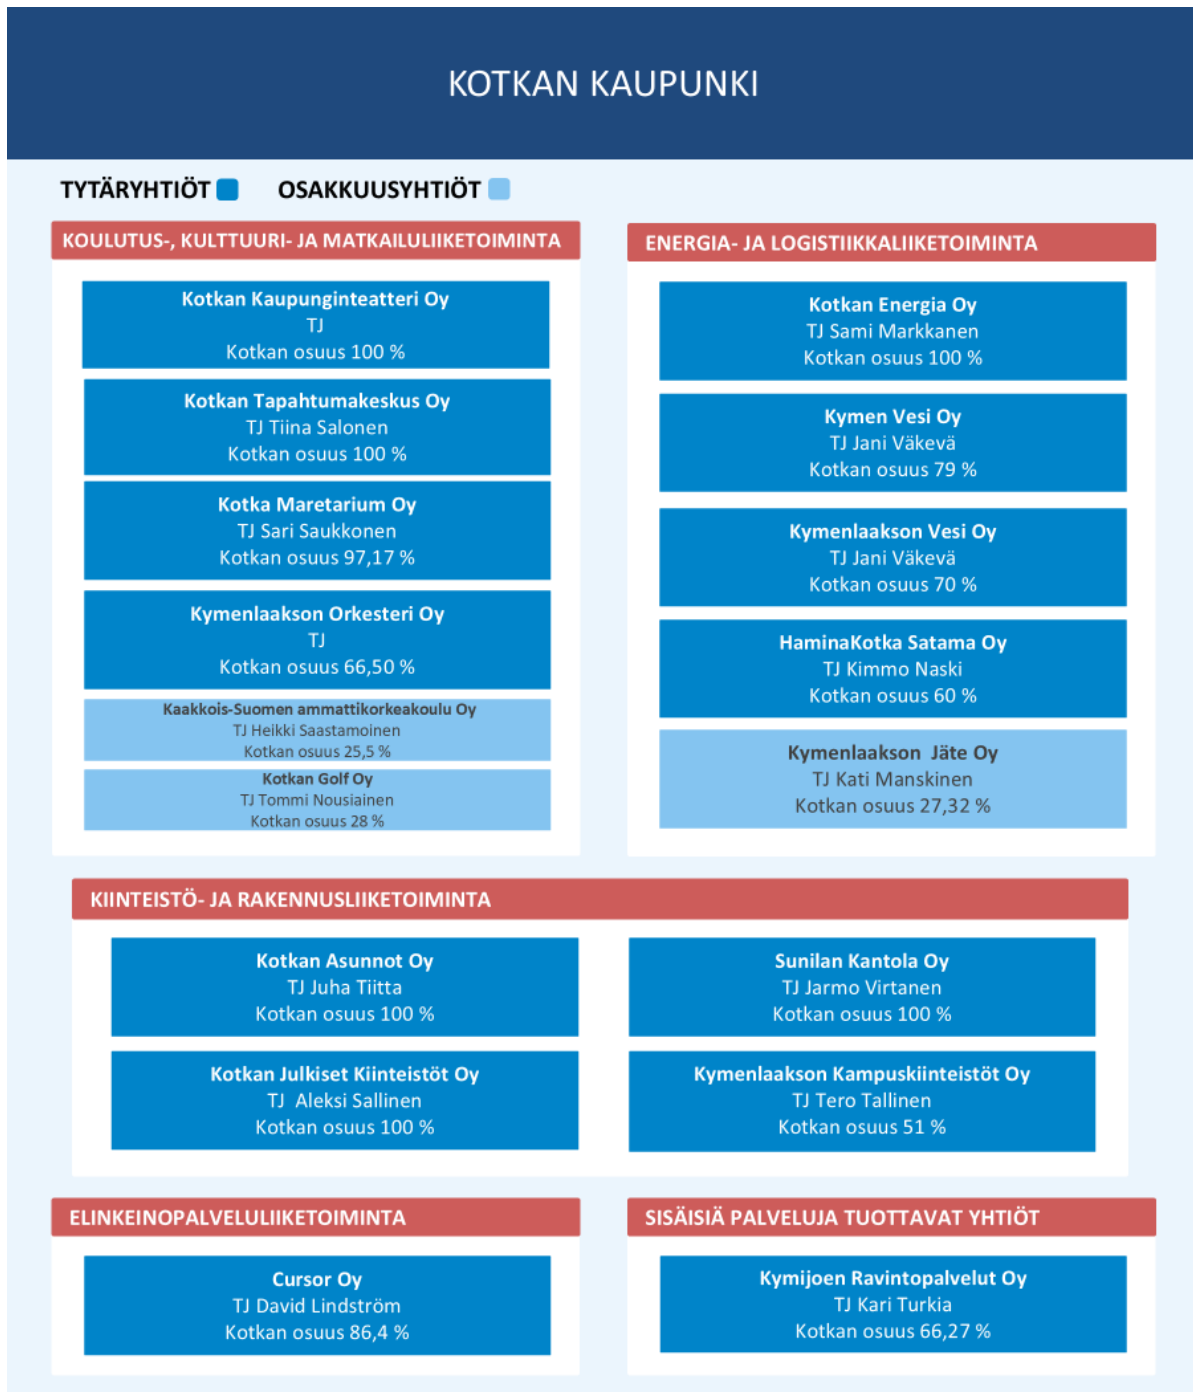 KOTKAN KAUPUNKI
TYTÄRYHTIÖT
OSAKKUUSYHTIÖT
KOULUTUS-, KULTTUURI- JA MATKAILULIIKETOIMINTA
Kotkan Kaupunginteatteri Oy
TJ
Kotkan osuus 100 %
Kotkan Tapahtumakeskus Oy
TJ Tiina Salonen
Kotkan osuus 100 %
Kotka Maretarium Oy
TJ Sari Saukkonen
Kotkan osuus 97,17 %
Kymenlaakson Orkesteri Oy
TJ
Kotkan osuus 66,50 %
Kaakkois-Suomen ammattikorkeakoulu Oy
TJ Heikki Saastamoinen
Kotkan osuus 25,5 %
Kotkan Golf Oy
TJ Tommi Nousiainen
Kotkan osuus 28 %
ENERGIA- JA LOGISTIIKKALIIKETOIMINTA
Kotkan Energia Oy
TJ Sami Markkanen
Kotkan osuus 100 %
Kymen Vesi Oy
TJ Jani Väkevä
Kotkan osuus 79 %
Kymenlaakson Vesi Oy
TJ Jani Väkevä
Kotkan osuus 70 %
HaminaKotka Satama Oy
TJ Kimmo Naski
Kotkan osuus 60 %
Kymenlaakson Jäte Oy
TJ Kati Manskinen
Kotkan osuus 27,32 %
KIINTEISTÖ- JA RAKENNUSLIIKETOIMINTA
Kotkan Asunnot Oy
TJ Juha Tiitta
Kotkan osuus 100 %
Sunilan Kantola Oy
TJ Jarmo Virtanen
Kotkan osuus 100 %
Kotkan Julkiset Kiinteistöt Oy
TJ Aleksi Sallinen
Kotkan osuus 100 %
Kymenlaakson Kampuskiinteistöt Oy
TJ Tero Tallinen
Kotkan osuus 51 %
ELINKEINOPALVELULIIKETOIMINTA
Cursor Oy
TJ David Lindström
Kotkan osuus 86,4 %
SISÄISIÄ PALVELUJA TUOTTAVAT YHTIÖT
Kymijoen Ravintopalvelut Oy
TJ Kari Turkia
Kotkan osuus 66,27 %